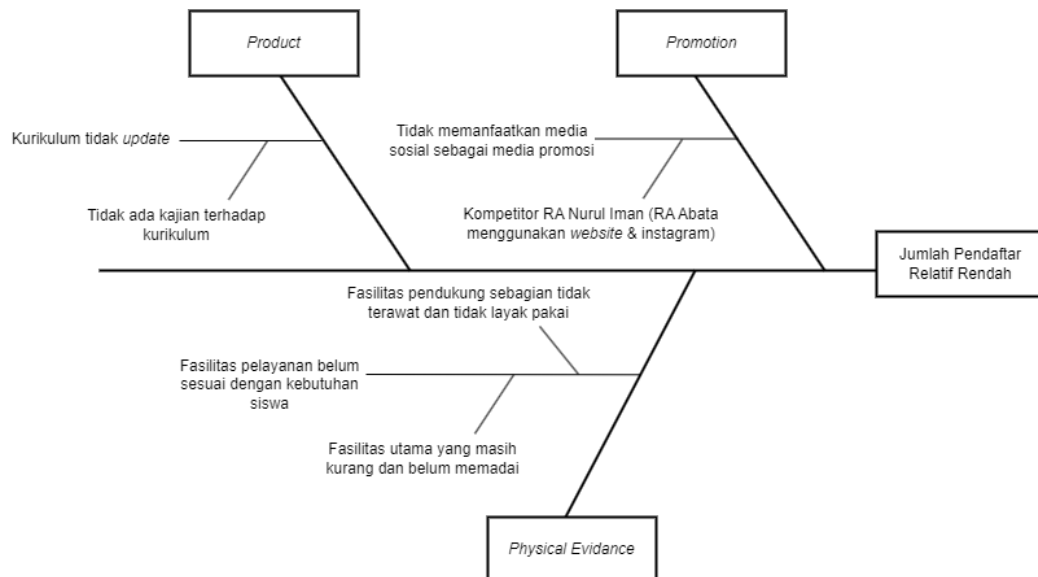 Product
Promotion
Kurikulum tidak update
Tidak ada kajian terhadap
kurikulum
Tidak memanfaatkan media
sosial sebagai media promosi
Kompetitor RA Nurul Iman (RA Abata
menggunakan website & instagram)
Jumlah Pendaftar
Relatif Rendah
Fasilitas pendukung sebagian tidak
terawat dan tidak layak pakai
Fasilitas pelayanan belum
sesuai dengan kebutuhan
siswa
Fasilitas utama yang masih
kurang dan belum memadai
Physical Evidance